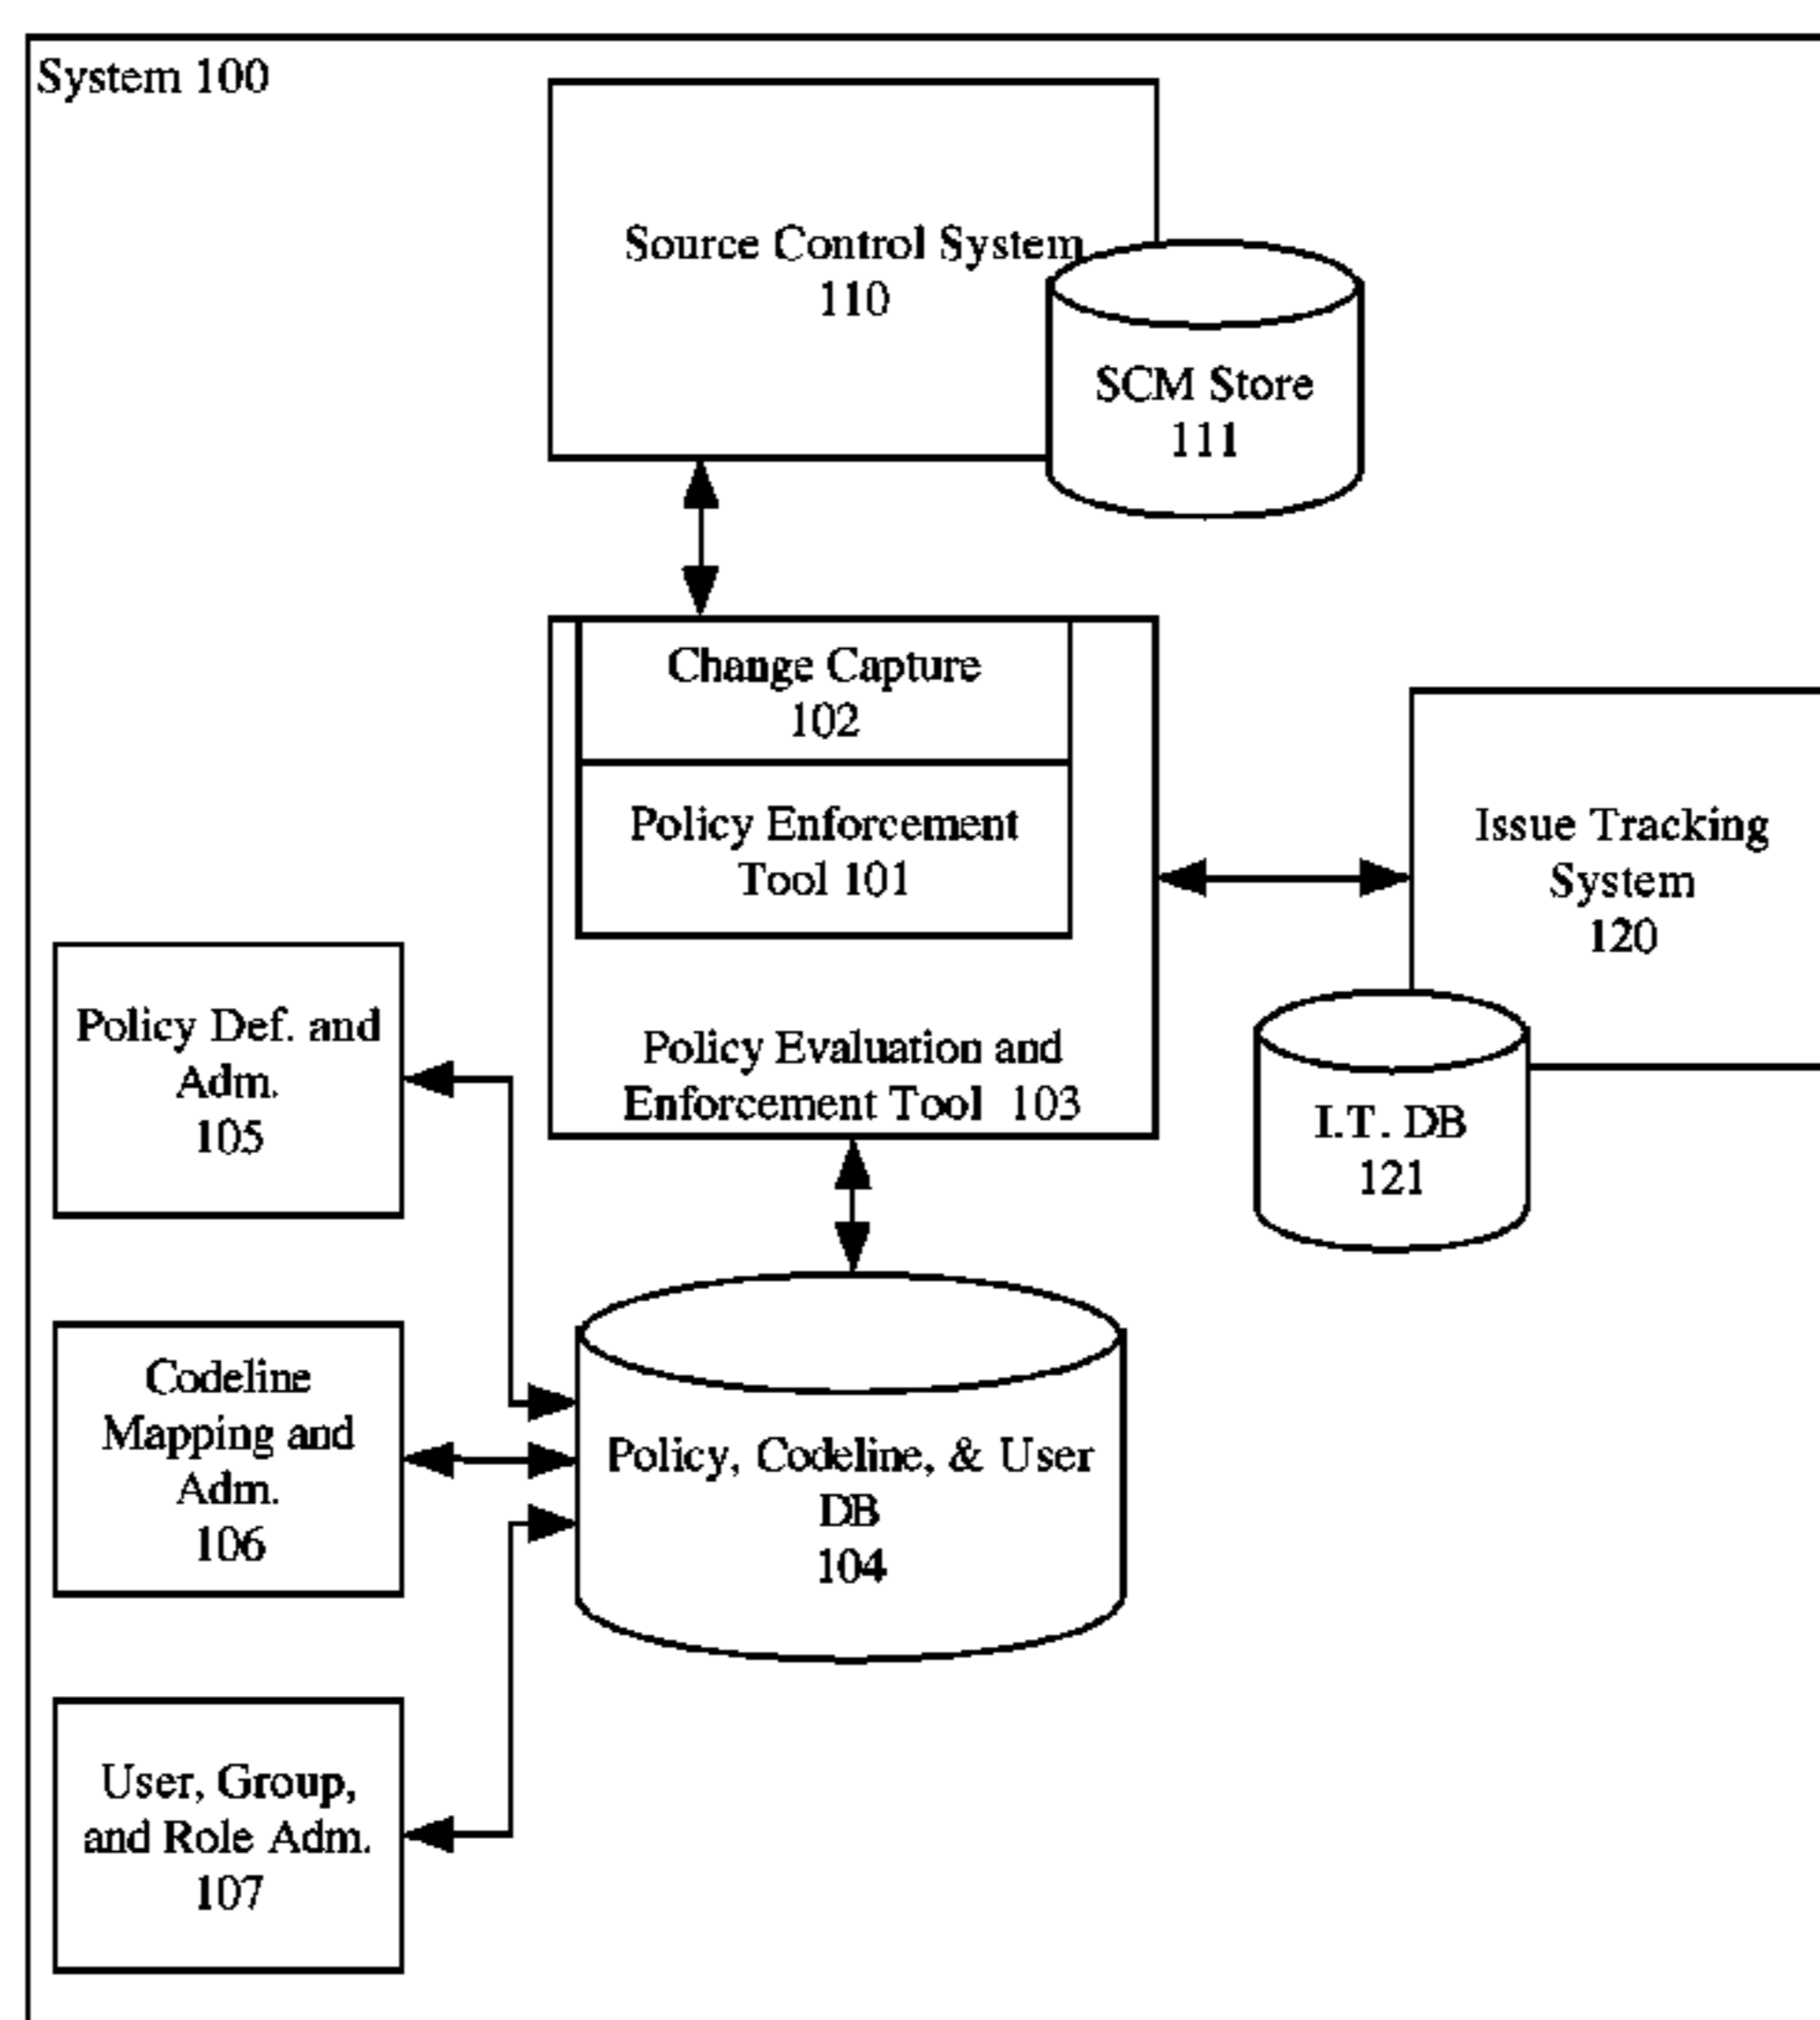 System 100
Source Control System
110
SCM Store
111
Change Capture
102
Policy Enforcement
Tool 101
Policy Evaluation and
Enforcement Tool 103
Issue Tracking
System
120
I.T. DB
121
Policy Def. and
Adm.
105
Codeline
Mapping and
Adm.
106
Policy, Codeline, & User
DB
104
User, Group,
and Role Adm.
107